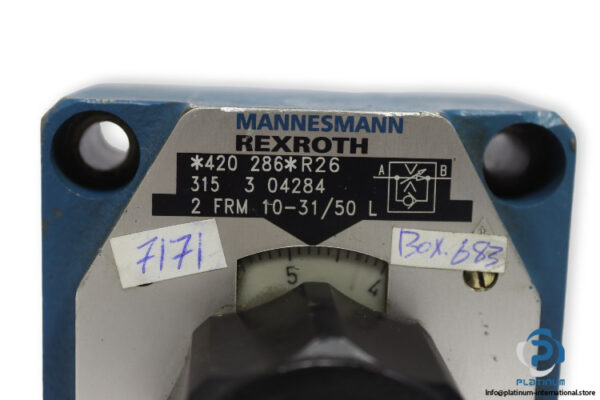 MANNESMANN
REXROTH
*420 286*R26
315 3 04284
2 FRM 10-31/50 L
A B
7171
Box.683
5 4
PLATINUM
info@platinum-international.store